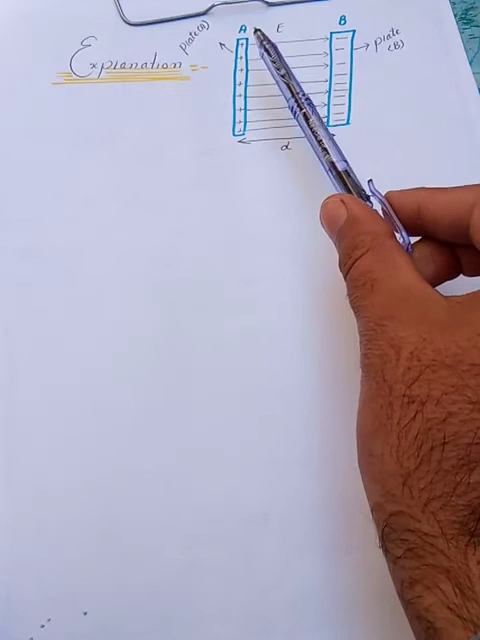 Explanation
Plate(A)
A
E
B
Plate
(B)
+
+
+
+
+
+
+
d